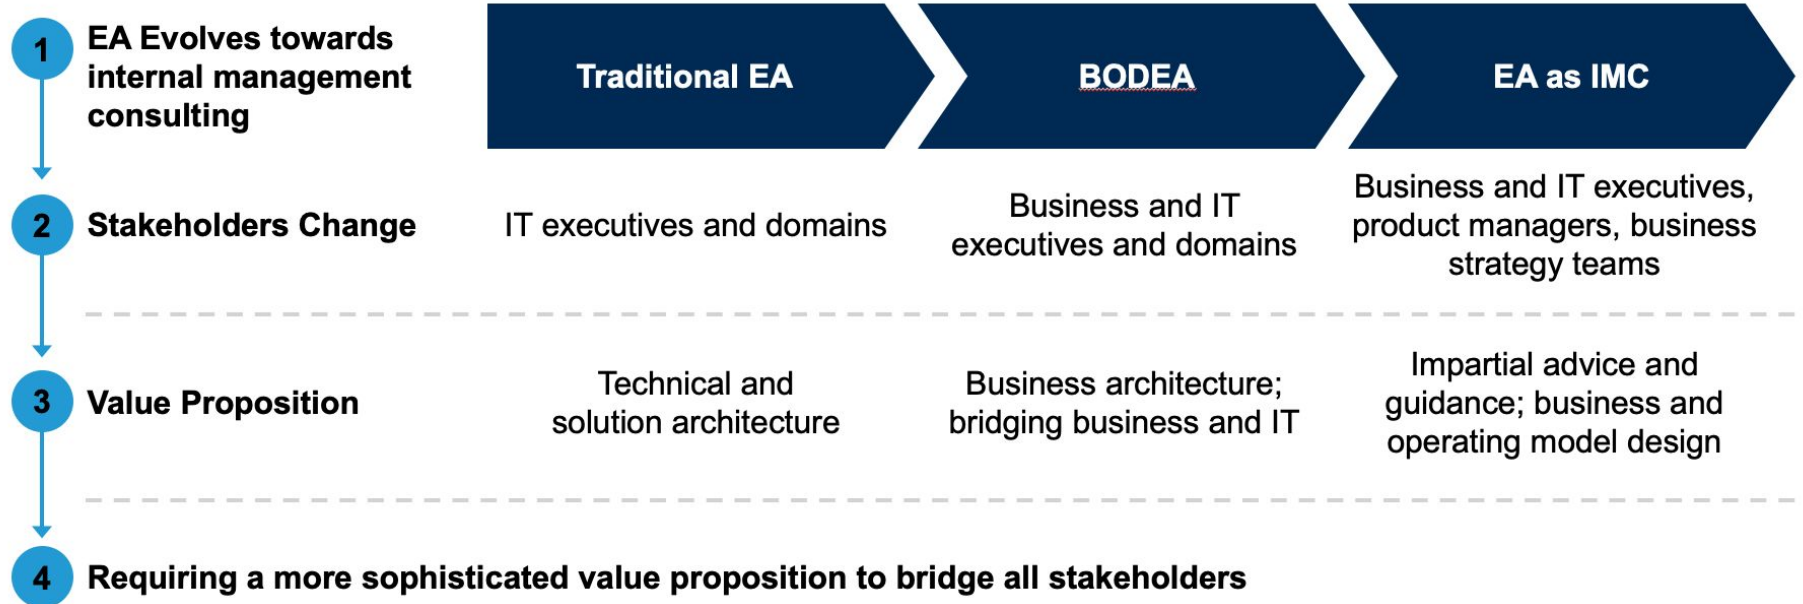 1
EA Evolves towards
internal management
consulting
Traditional EA
BODEA
EA as IMC
2
Stakeholders Change
IT executives and domains
Business and IT
executives and domains
Business and IT executives,
product managers, business
strategy teams
3
Value Proposition
Technical and
solution architecture
Business architecture;
bridging business and IT
Impartial advice and
guidance; business and
operating model design
4
Requiring a more sophisticated value proposition to bridge all stakeholders